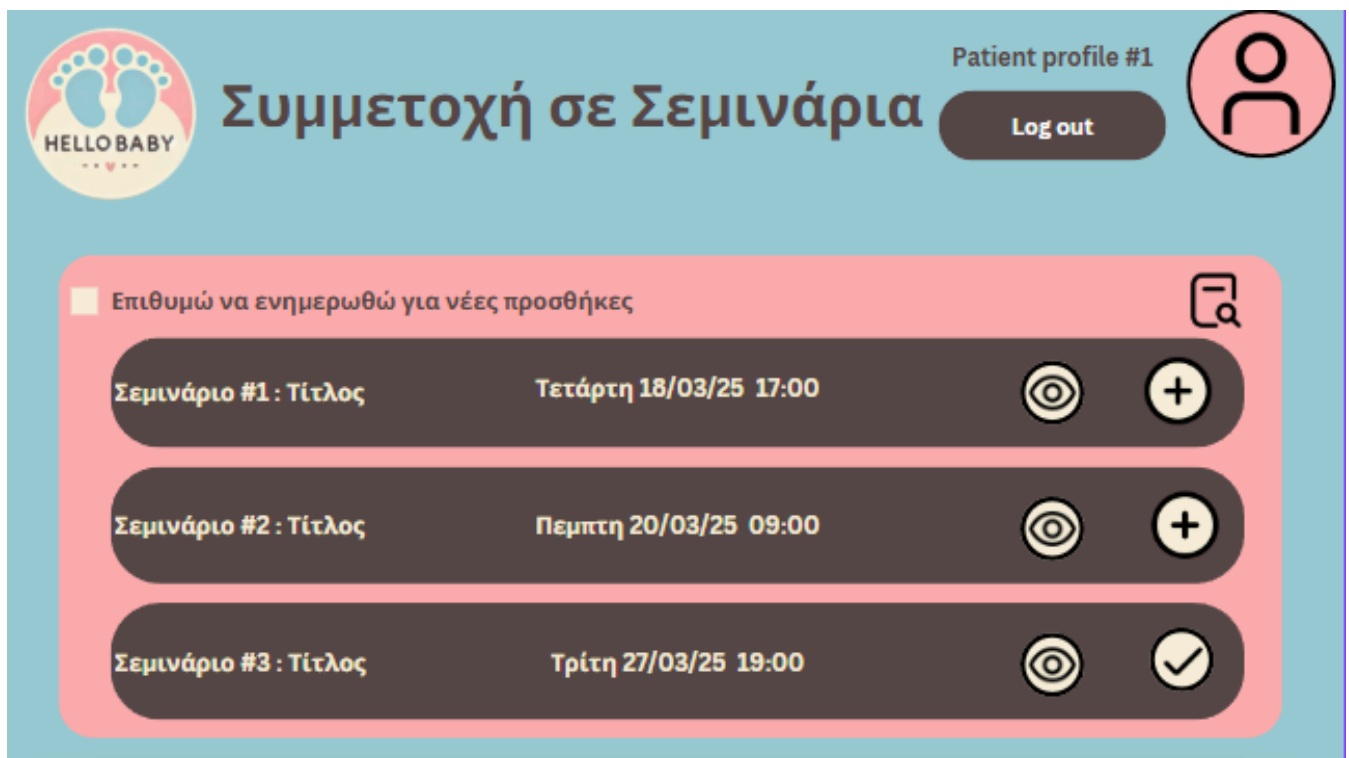 HELLO BABY
Συμμετοχή σε Σεμινάρια
Patient profile #1
Log out
Επιθυμώ να ενημερωθώ για νέες προσθήκες
Σεμινάριο #1 : Τίτλος Τετάρτη 18/03/25 17:00
Σεμινάριο #2 : Τίτλος Πεμπτη 20/03/25 09:00
Σεμινάριο #3 : Τίτλος Τρίτη 27/03/25 19:00